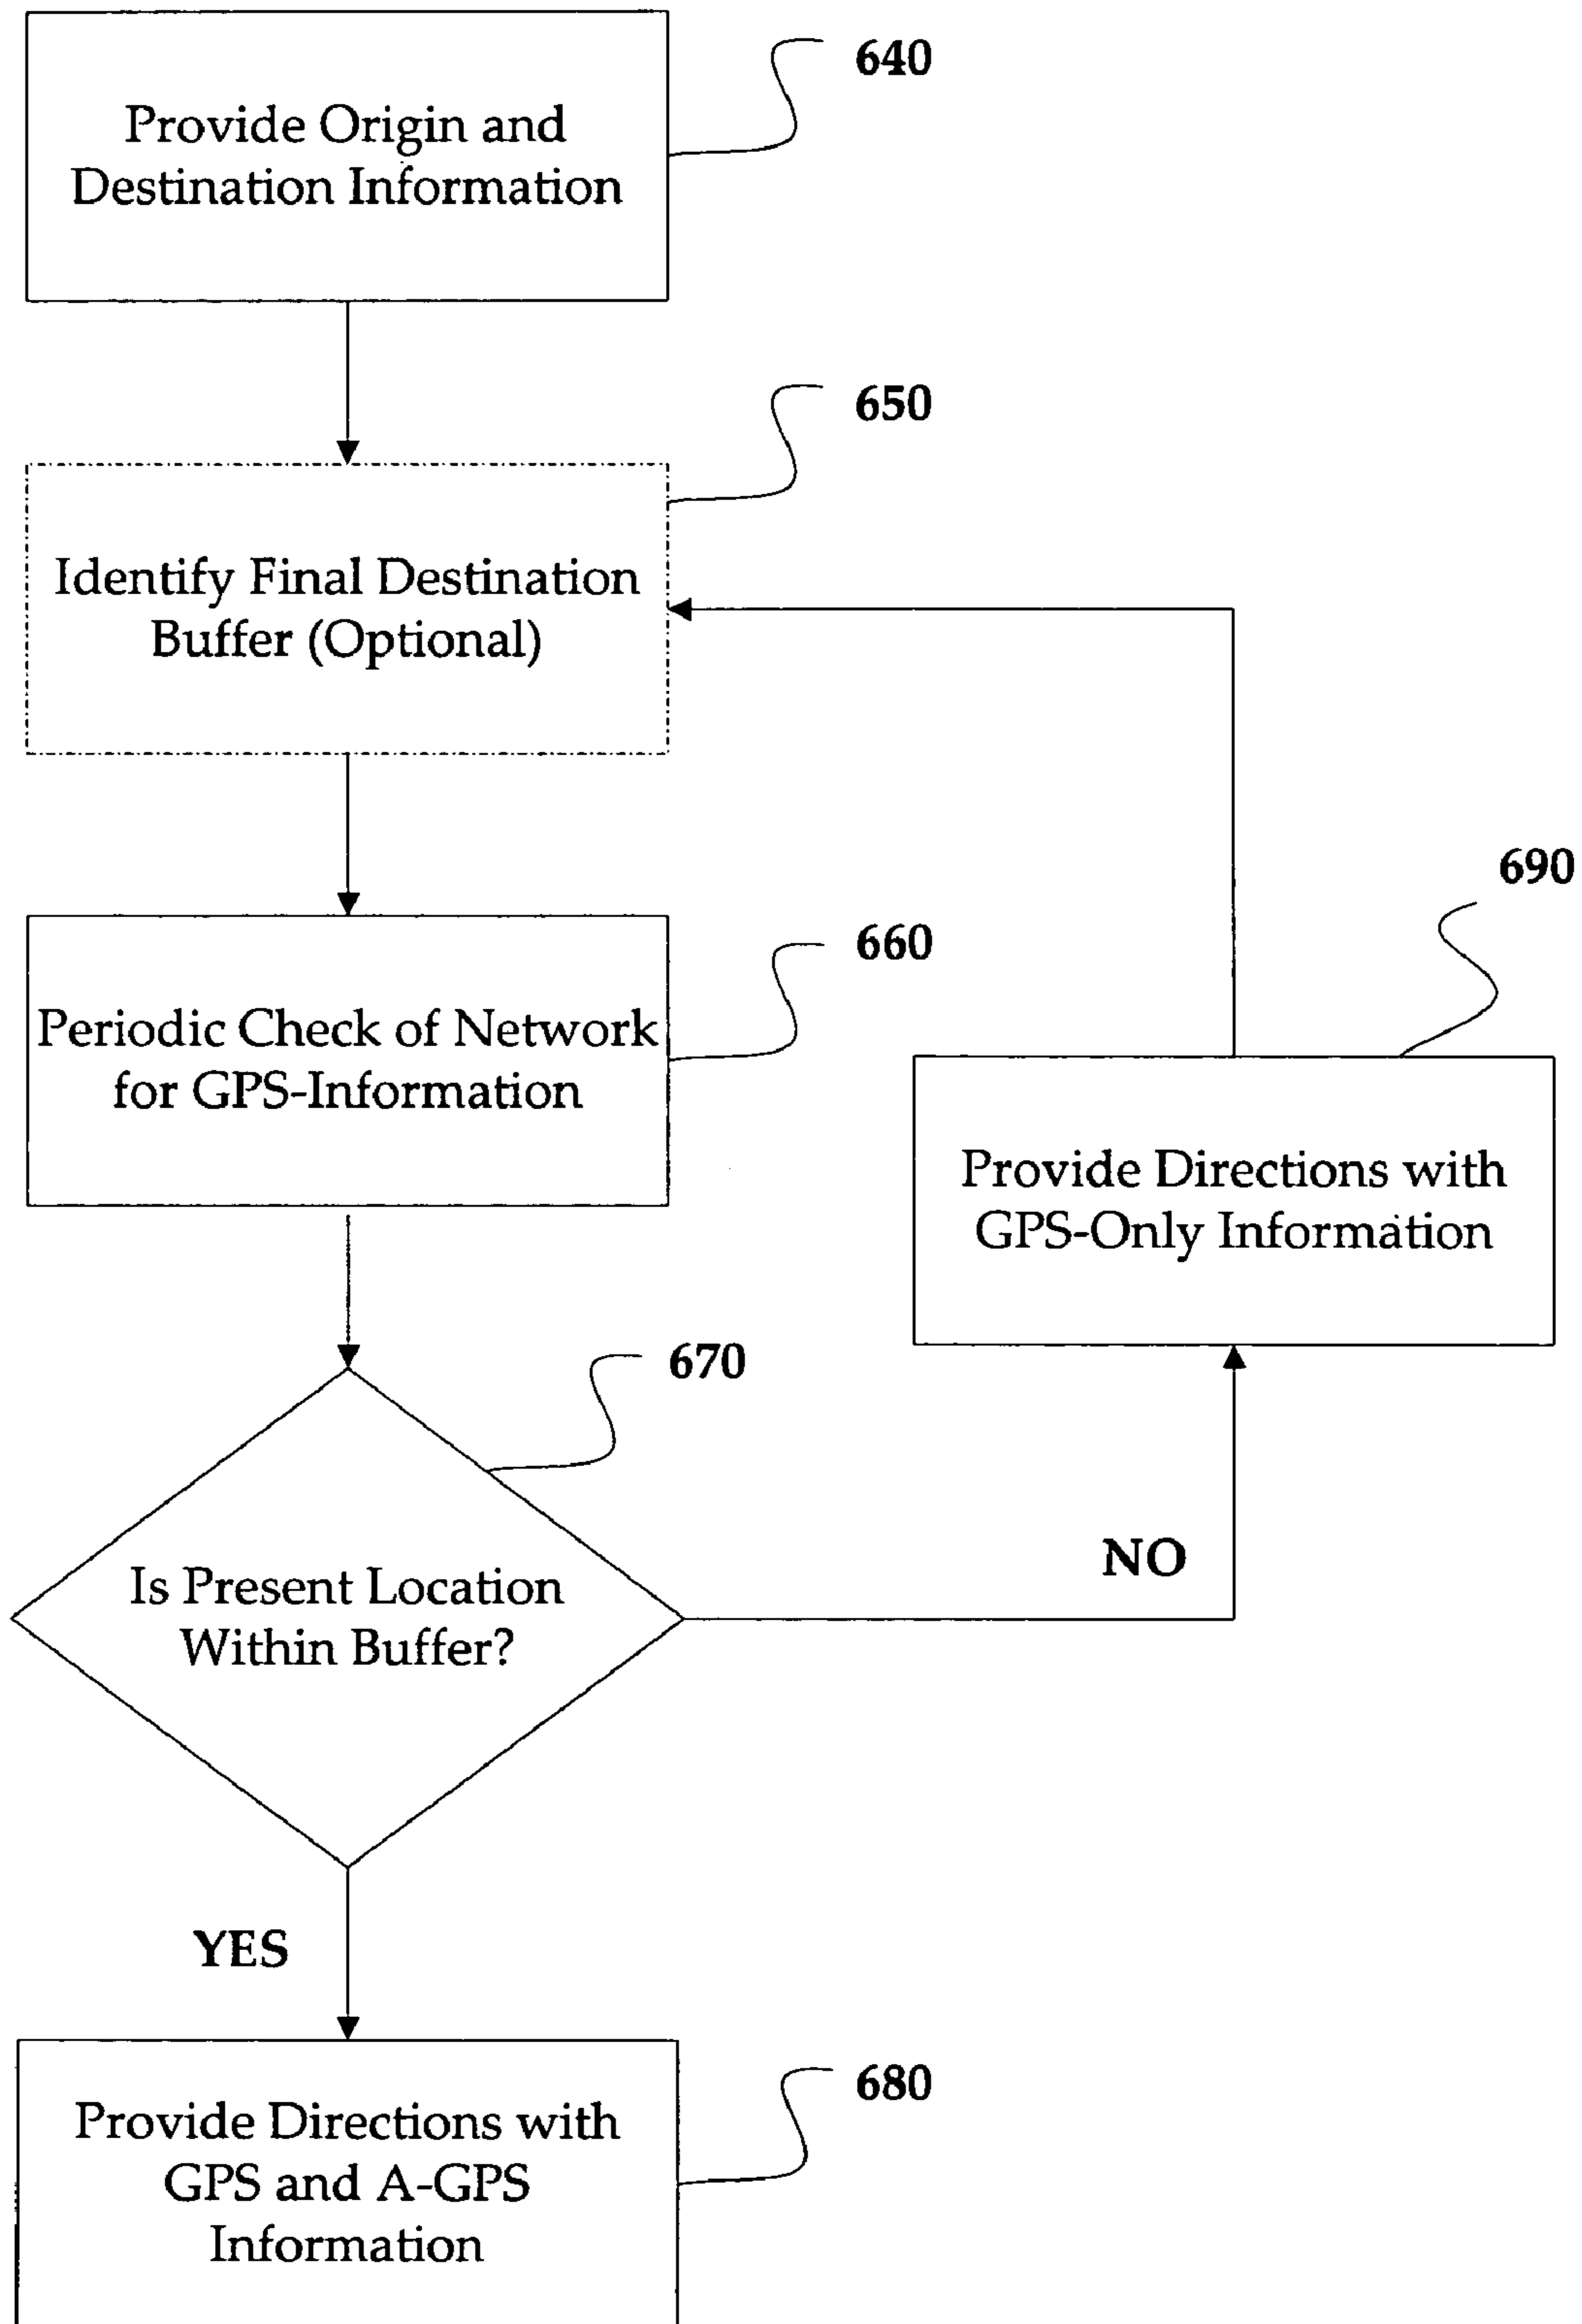 640
Provide Origin and
Destination Information
650
Identify Final Destination
Buffer (Optional)
690
660
Periodic Check of Network
for GPS-Information
Provide Directions with
GPS-Only Information
670
NO
Is Present Location
Within Buffer?
YES
680
Provide Directions with
GPS and A-GPS
Information